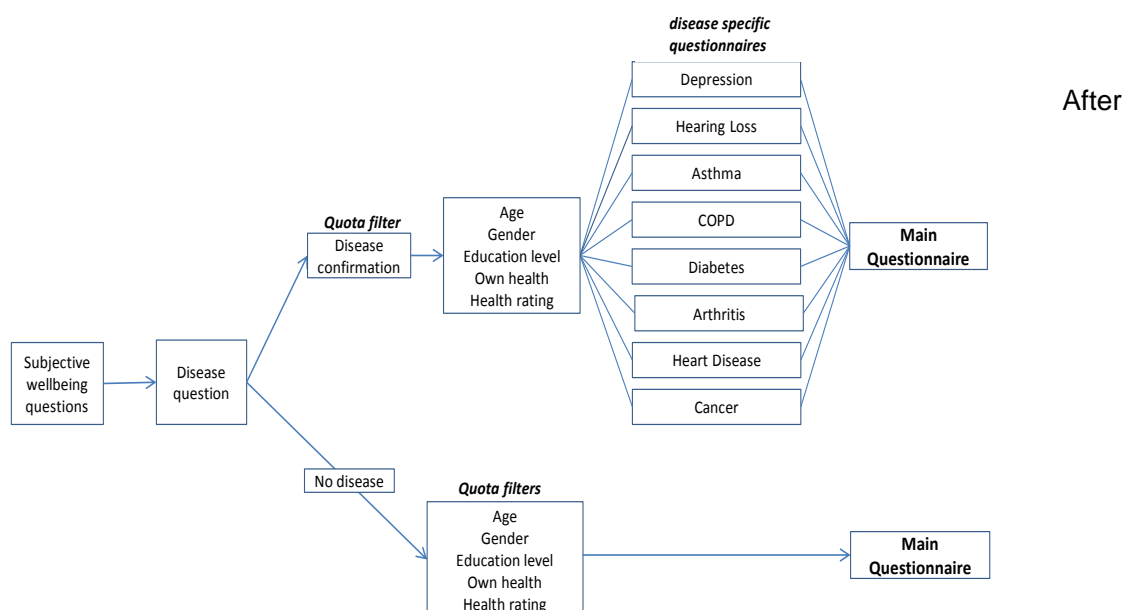 disease specific
questionnaires
Depression
After
Hearing Loss
Asthma
Quota filter
Disease
confirmation
Age
Gender
Education level
Own health
Health rating
COPD
Main
Questionnaire
Diabetes
Arthritis
Subjective
wellbeing
questions
Disease
question
Heart Disease
Cancer
No disease
Quota filters
Age
Gender
Education level
Own health
Health rating
Main
Questionnaire